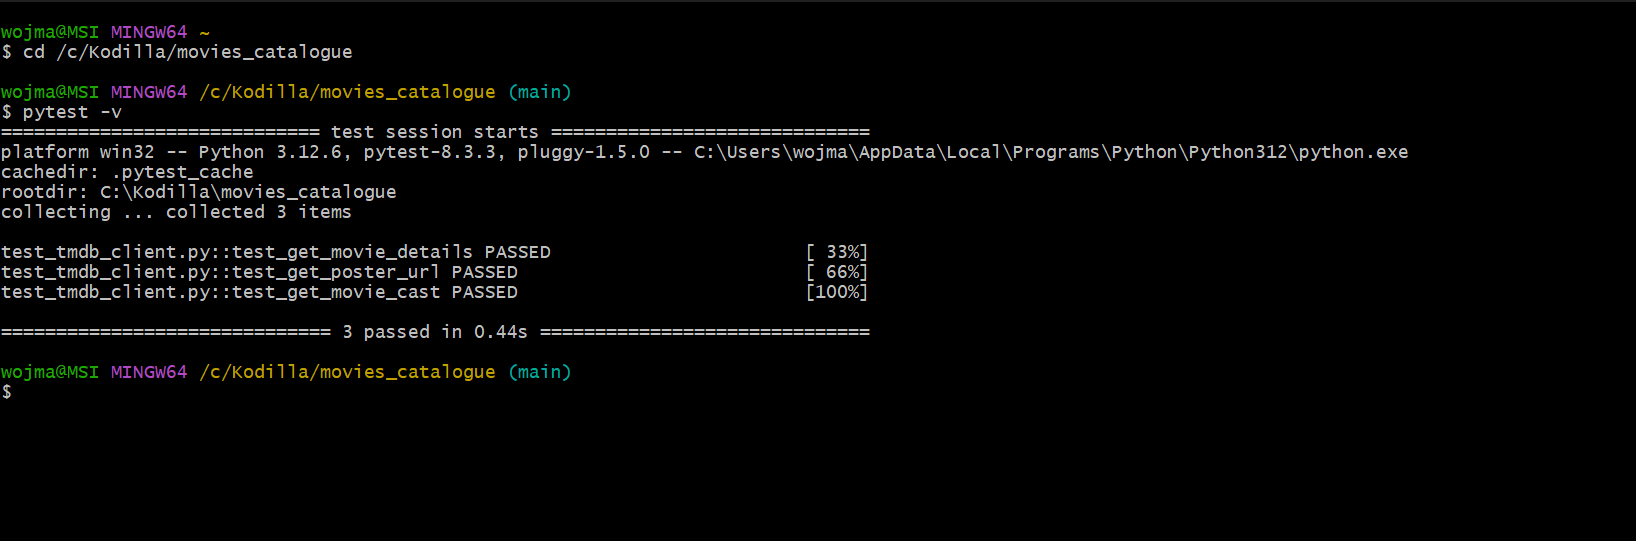 wojma@MSI MINGW64 ~
$ cd /c/Kodilla/movies_catalogue
wojma@MSI MINGW64 /c/Kodilla/movies_catalogue (main)
$ pytest -v
============================= test session starts =============================
platform win32 -- Python 3.12.6, pytest-8.3.3, pluggy-1.5.0 -- C:\Users\wojma\AppData\Local\Programs\Python\Python312\python.exe
cachedir: .pytest_cache
rootdir: C:\Kodilla\movies_catalogue
collecting ... collected 3 items
test_tmdb_client.py::test_get_movie_details PASSED                       [ 33%]
test_tmdb_client.py::test_get_poster_url PASSED                          [ 66%]
test_tmdb_client.py::test_get_movie_cast PASSED                          [100%]
============================== 3 passed in 0.44s ==============================
wojma@MSI MINGW64 /c/Kodilla/movies_catalogue (main)
$